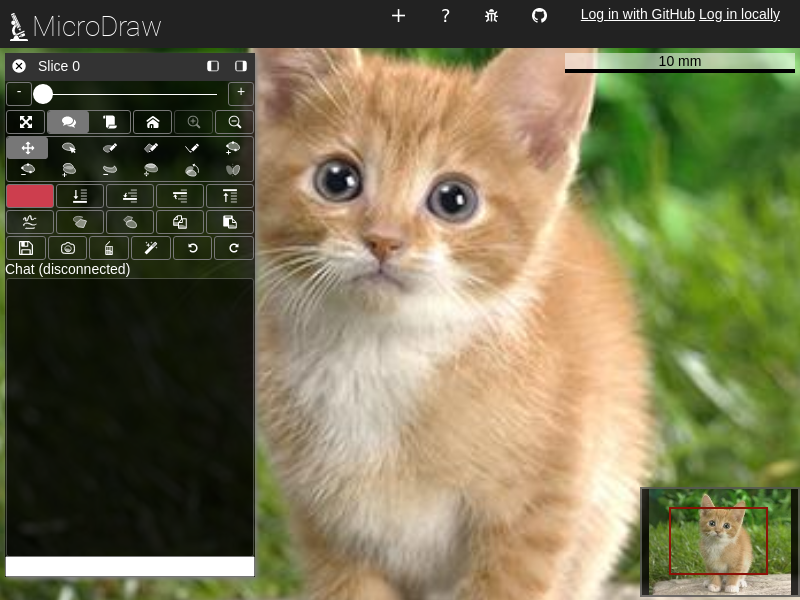 MicroDraw
+ ? Log in with GitHub Log in locally
Slice 0
10 mm
- +
Chat (disconnected)